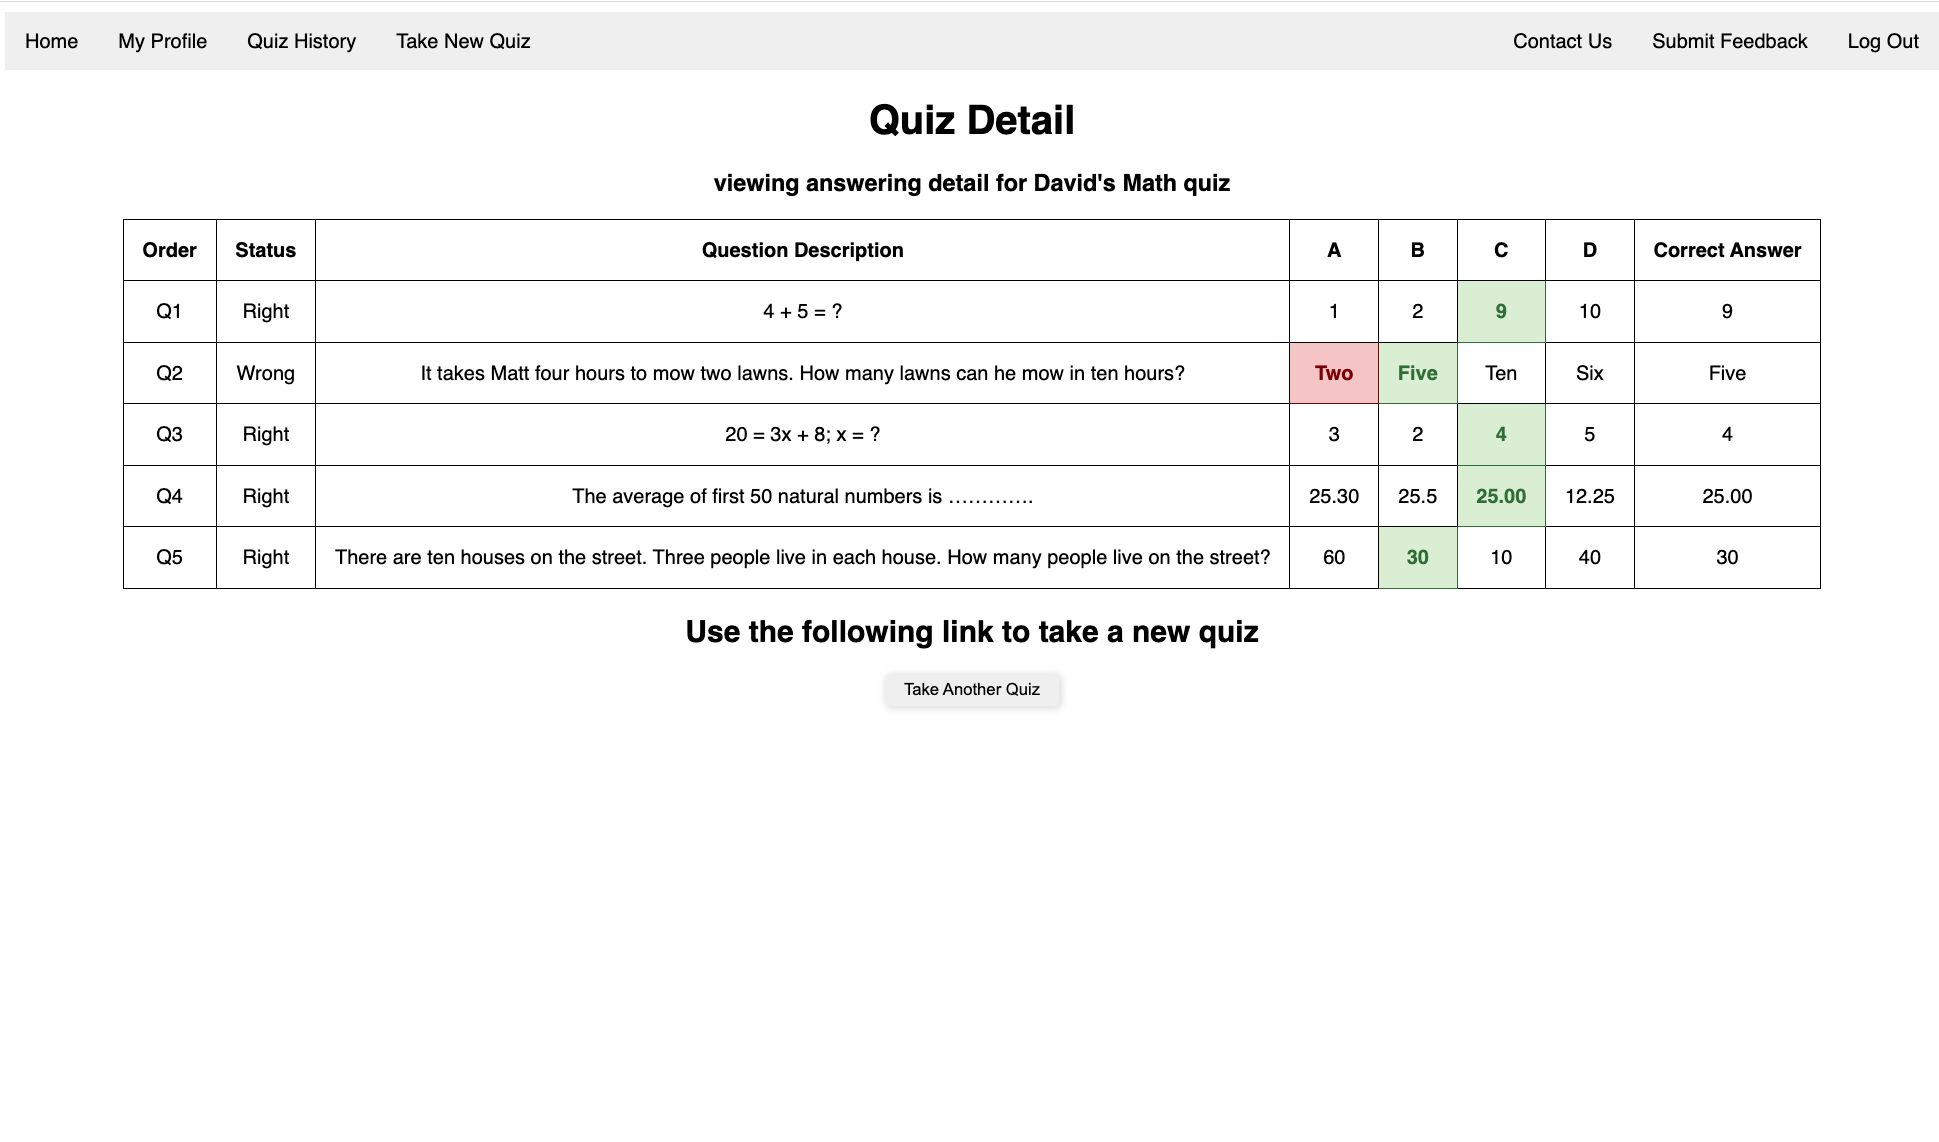 Home My Profile Quiz History Take New Quiz Contact Us Submit Feedback Log Out
Quiz Detail
viewing answering detail for David's Math quiz
Order Status Question Description A B C D Correct Answer
Q1 Right 4 + 5 = ? 1 2 9 10 9
Q2 Wrong It takes Matt four hours to mow two lawns. How many lawns can he mow in ten hours? Two Five Ten Six Five
Q3 Right 20 = 3x + 8; x = ? 3 2 4 5 4
Q4 Right The average of first 50 natural numbers is …………. 25.30 25.5 25.00 12.25 25.00
Q5 Right There are ten houses on the street. Three people live in each house. How many people live on the street? 60 30 10 40 30
Use the following link to take a new quiz
Take Another Quiz